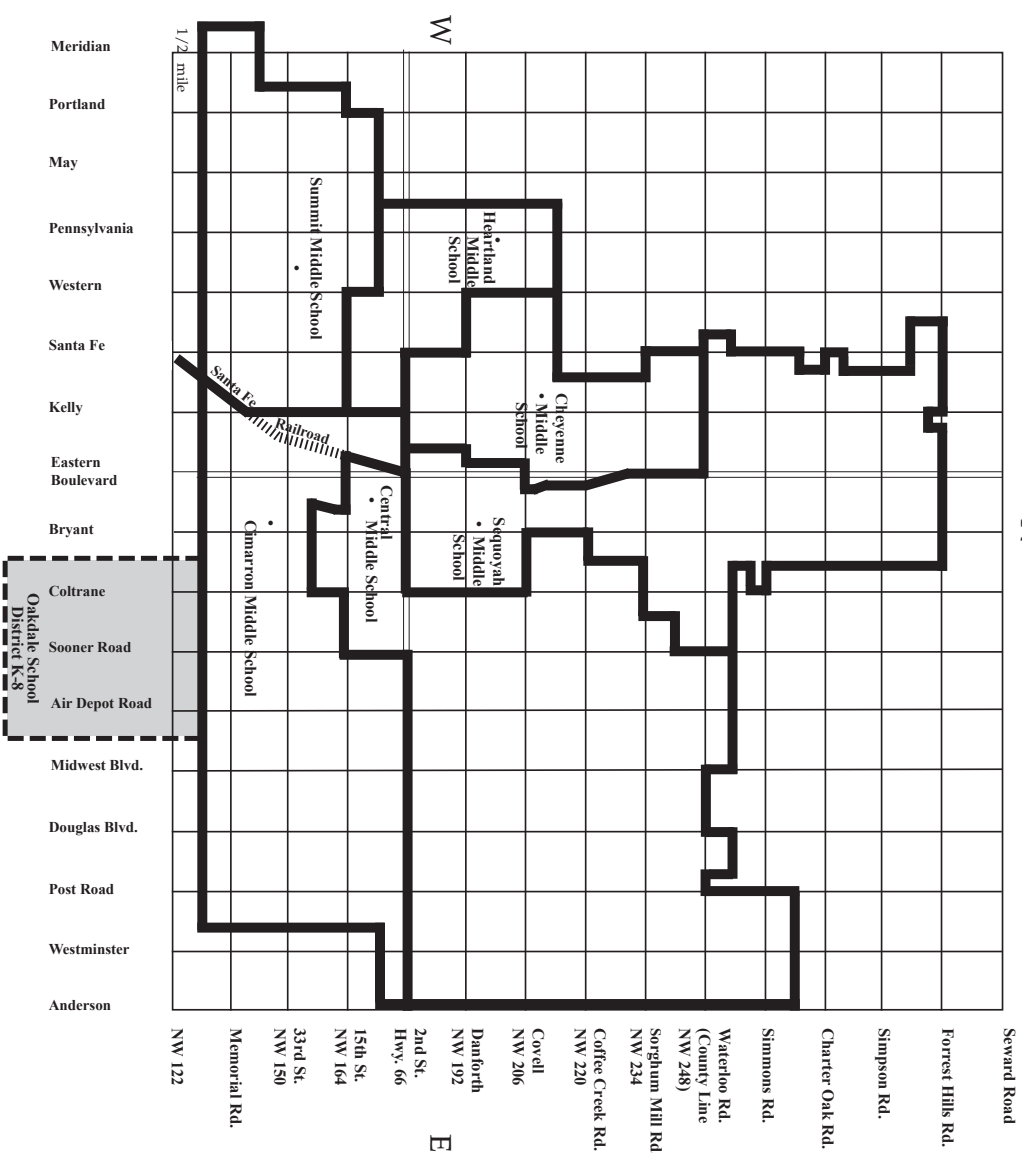 W
Meridian
1/2 mile
Portland
May
Pennsylvania
Western
Santa Fe
Kelly
Eastern
Boulevard
Bryant
Coltrane
Sooner Road
Air Depot Road
Midwest Blvd.
Douglas Blvd.
Post Road
Westminster
Anderson
Summit Middle School
Heartland
Middle
School
Santa Fe
Railroad
Cheyenne
Middle
School
Central
Middle School
Sequoyah
Middle
School
Cimarron Middle School
Oakdale School
District K-8
NW 122
Memorial Rd.
33rd St.
NW 150
15th St.
NW 164
2nd St.
Hwy. 66
Danforth
NW 192
Covell
NW 206
Coffee Creek Rd.
NW 220
Sorghum Mill Rd
NW 234
Waterloo Rd.
(County Line
NW 248)
Simmons Rd.
Charter Oak Rd.
Simpson Rd.
Forrest Hills Rd.
Seward Road
E